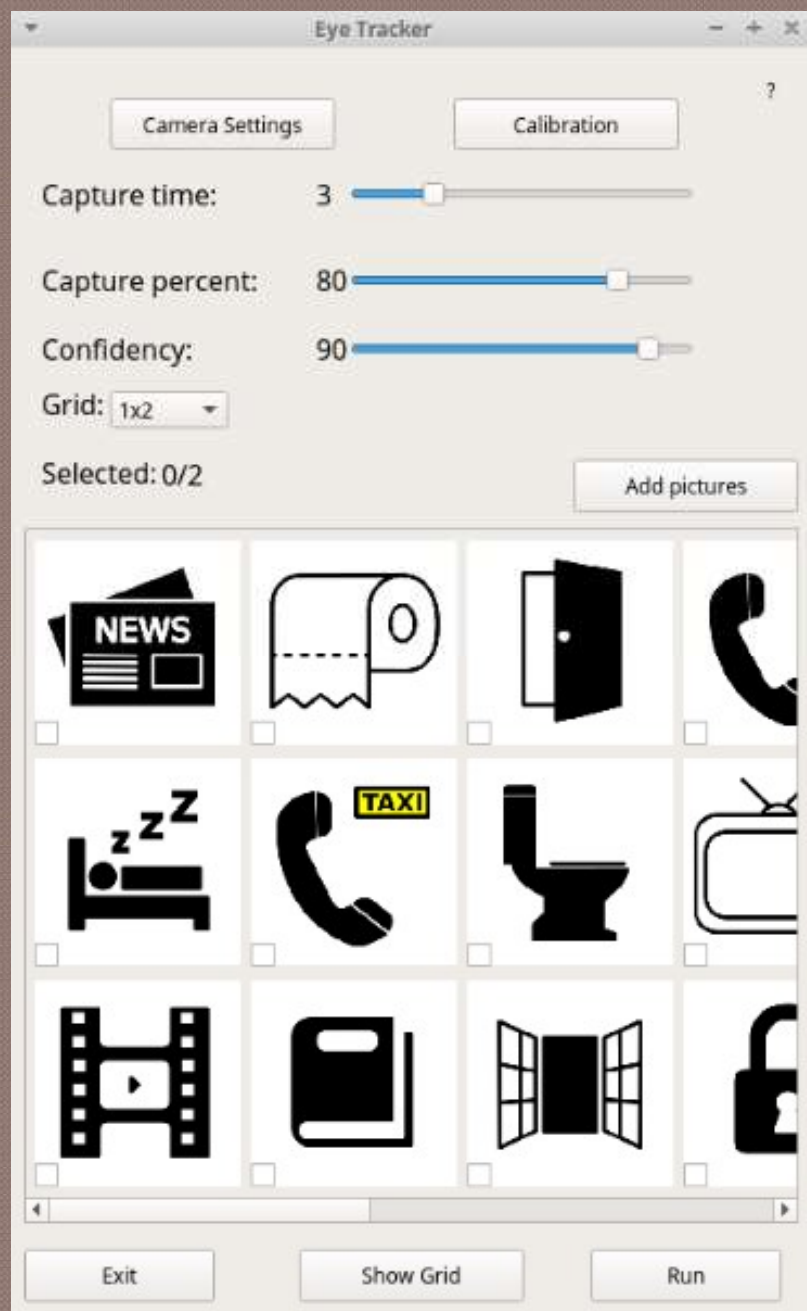 Eye Tracker
?
Camera Settings Calibration
Capture time: 3
Capture percent: 80
Confidency: 90
Grid: 1x2
Selected: 0/2
Add pictures
NEWS
z z Z
TAXI
Exit Show Grid Run